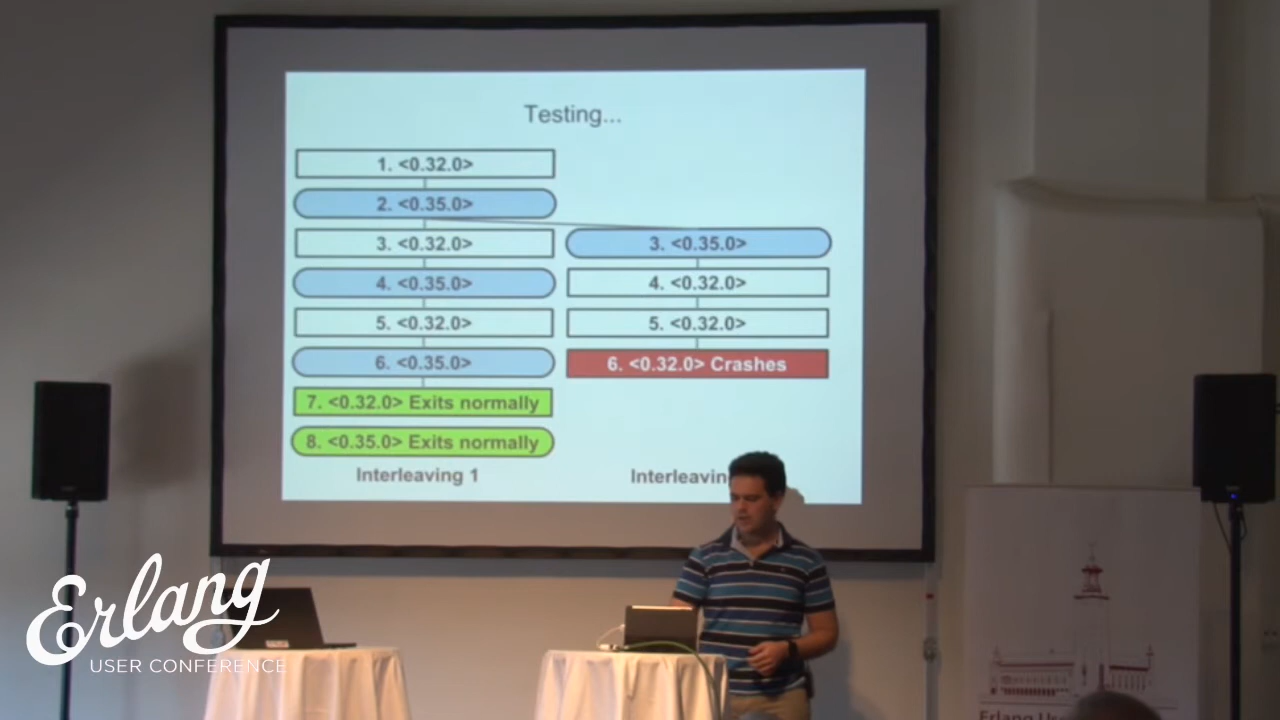 Testing...
1. <0.32.0>
2. <0.35.0>
3. <0.32.0>
4. <0.35.0>
5. <0.32.0>
6. <0.35.0>
7. <0.32.0> Exits normally
8. <0.35.0> Exits normally
Interleaving 1
3. <0.35.0>
4. <0.32.0>
5. <0.32.0>
6. <0.32.0> Crashes
Interleavin
Erlang
USER CONFERENCE
Erlang Us